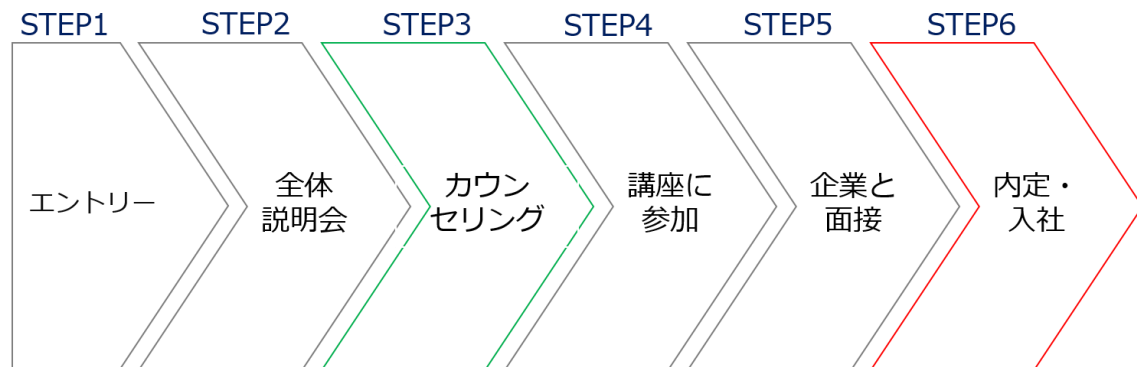 STEP1
STEP2
STEP3
STEP4
STEP5
STEP6
エントリー
全体
説明会
カウン
セリング
講座に
参加
企業と
面接
内定・
入社